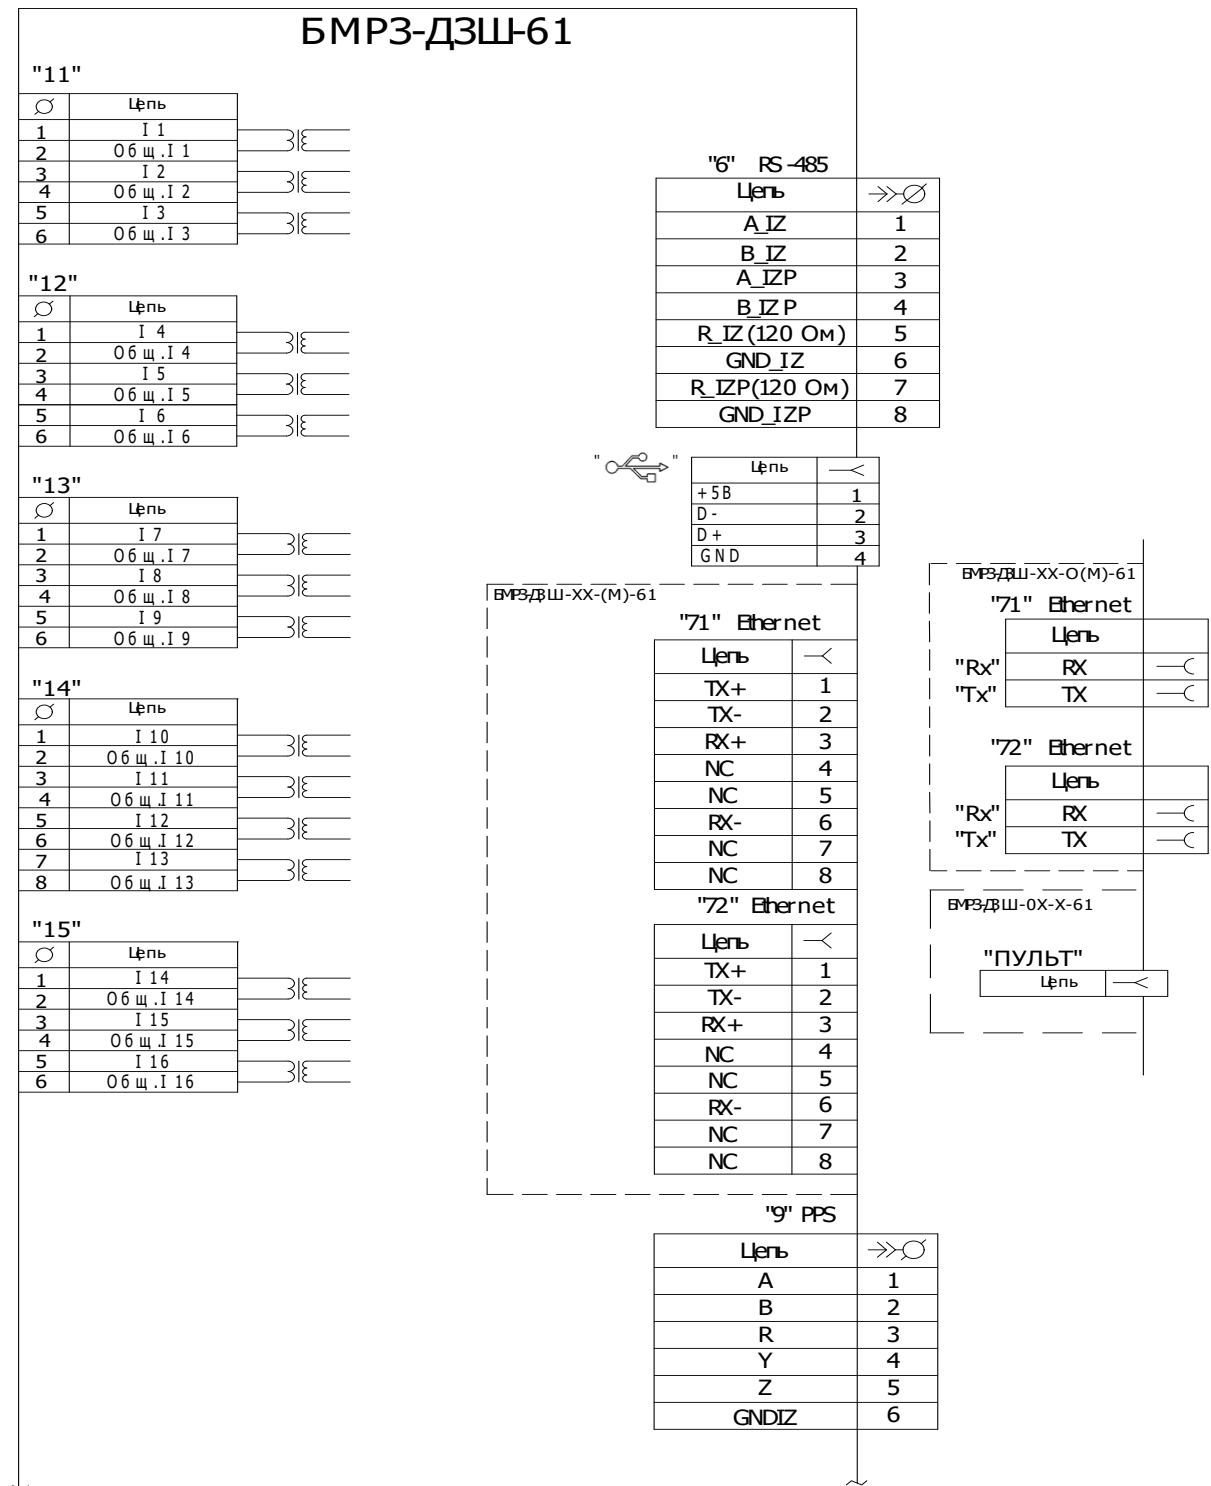 БМРЗ-ДЗШ-61
"11"
Цепь
1 I 1
2 Общ.I 1
3 I 2
4 Общ.I 2
5 I 3
6 Общ.I 3
"12"
Цепь
1 I 4
2 Общ.I 4
3 I 5
4 Общ.I 5
5 I 6
6 Общ.I 6
"13"
Цепь
1 I 7
2 Общ.I 7
3 I 8
4 Общ.I 8
5 I 9
6 Общ.I 9
"14"
Цепь
1 I 10
2 Общ.I 10
3 I 11
4 Общ.I 11
5 I 12
6 Общ.I 12
7 I 13
8 Общ.I 13
"15"
Цепь
1 I 14
2 Общ.I 14
3 I 15
4 Общ.I 15
5 I 16
6 Общ.I 16
"6" RS-485
Цепь
A_IZ 1
B_IZ 2
A_IZP 3
B_IZP 4
R_IZ(120 Ом) 5
GND_IZ 6
R_IZP(120 Ом) 7
GND_IZP 8
" "
Цепь
+5В 1
D- 2
D+ 3
GND 4
БМРЗ-ДЗШ-XX-(М)-61
"71" Ethernet
Цепь
TX+ 1
TX- 2
RX+ 3
NC 4
NC 5
RX- 6
NC 7
NC 8
"72" Ethernet
Цепь
TX+ 1
TX- 2
RX+ 3
NC 4
NC 5
RX- 6
NC 7
NC 8
"9" PPS
Цепь
A 1
B 2
R 3
Y 4
Z 5
GNDIZ 6
БМРЗ-ДЗШ-XX-О(М)-61
"71" Ethernet
Цепь
"Rx" RX
"Tx" TX
"72" Ethernet
Цепь
"Rx" RX
"Tx" TX
БМРЗ-ДЗШ-0X-X-61
"ПУЛЬТ"
Цепь